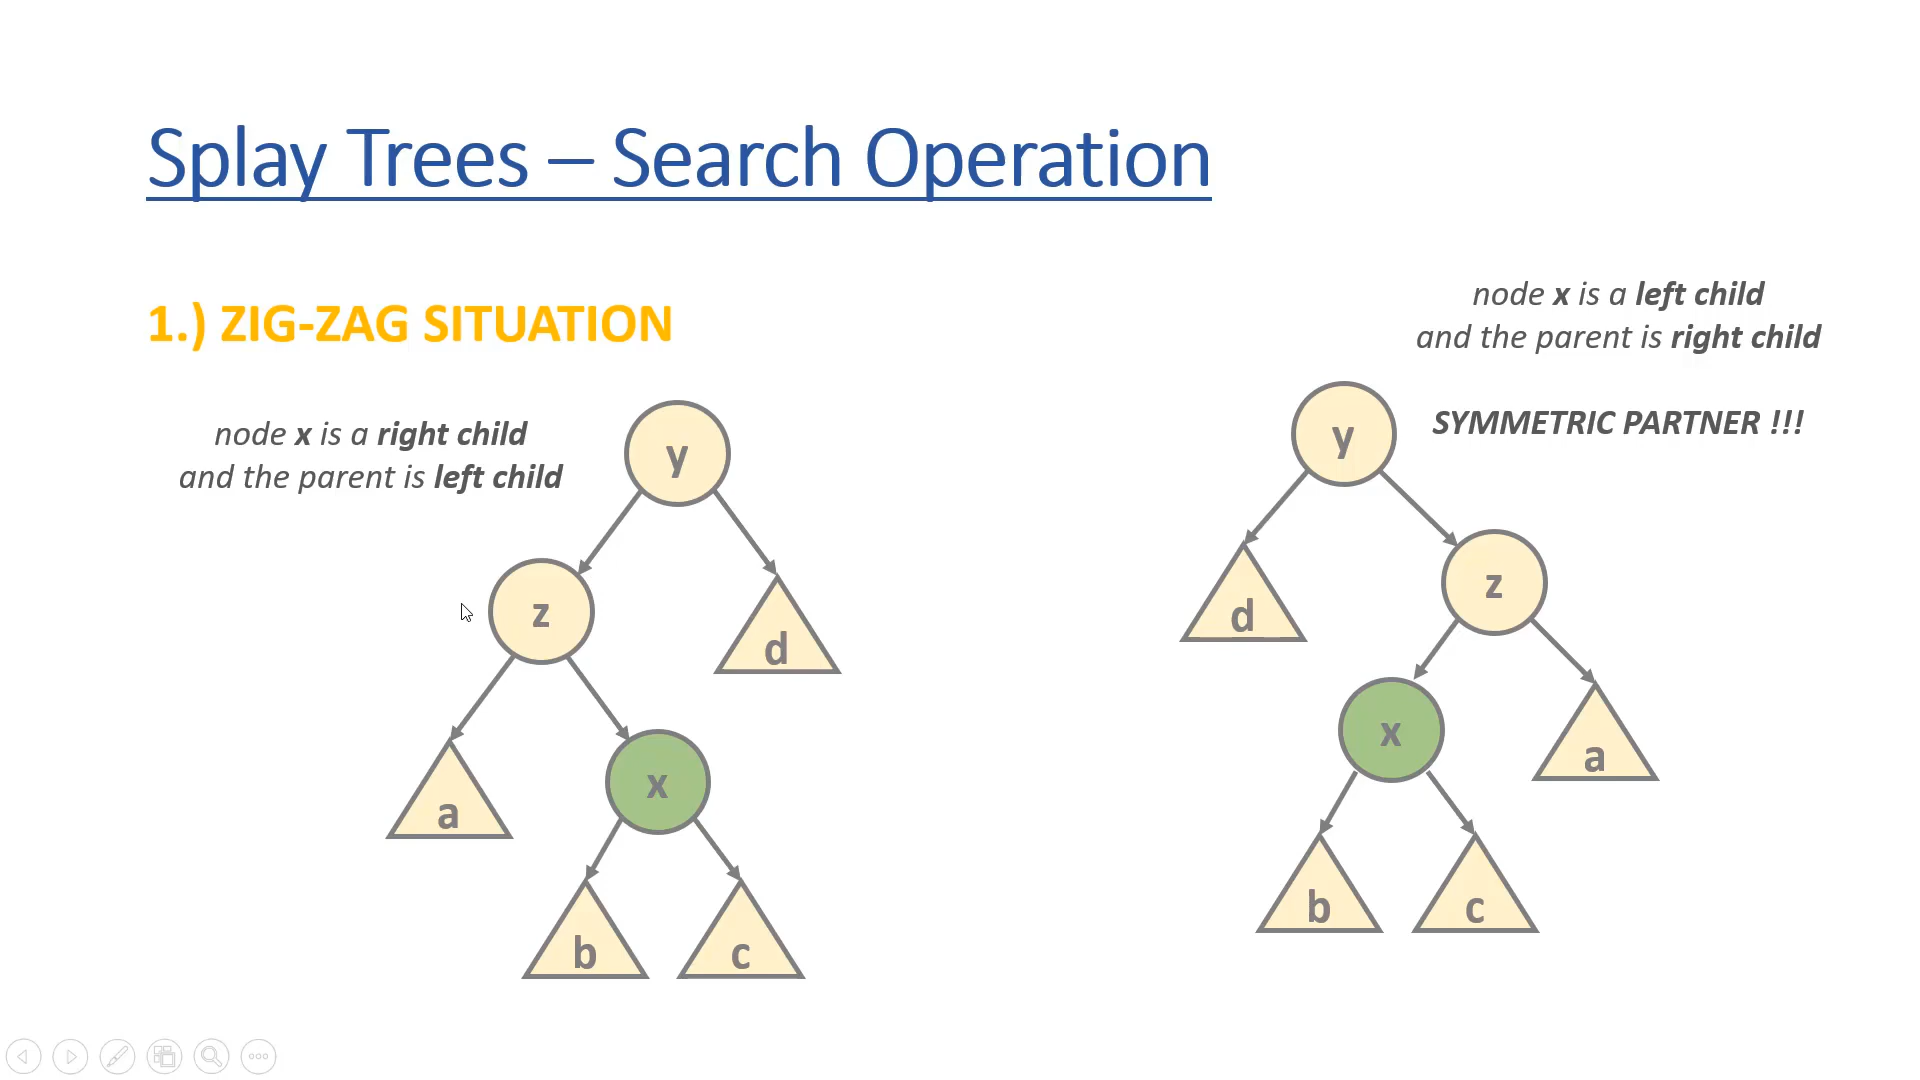 Splay Trees – Search Operation
1.) ZIG-ZAG SITUATION
node x is a right child
and the parent is left child
y
z
d
a
x
b
c
node x is a left child
and the parent is right child
SYMMETRIC PARTNER !!!
y
d
z
x
a
b
c